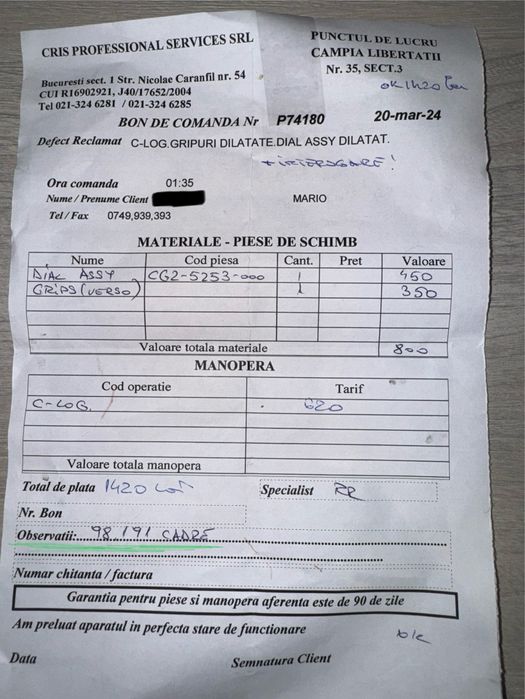 CRIS PROFESSIONAL SERVICES SRL
PUNCTUL DE LUCRU
CAMPIA LIBERTATII
Nr. 35, SECT.3
Bucuresti sect. 1 Str. Nicolae Caranfil nr. 54
CUI R16902921, J40/17652/2004
Tel 021-324 6281 / 021-324 6285
ok 1420
BON DE COMANDA Nr P74180 20-mar-24
Defect Reclamat C-LOG.GRIPURI DILATATE.DIAL ASSY DILATAT.
+ INTEROGARE!
Ora comanda 01:35
Nume / Prenume Client MARIO
Tel / Fax 0749,939,393
MATERIALE - PIESE DE SCHIMB
Nume Cod piesa Cant. Pret Valoare
DIAL ASSY CG2-5253-000 1 450
GRIPS (VERSO) 1 350
Valoare totala materiale 800
MANOPERA
Cod operatie Tarif
C-LOG. 620
Valoare totala manopera
Total de plata 1420 Specialist RR
Nr. Bon
Observatii: 98 191 CADRE
Numar chitanta / factura
Garantia pentru piese si manopera aferenta este de 90 de zile
Am preluat aparatul in perfecta stare de functionare
Data Semnatura Client